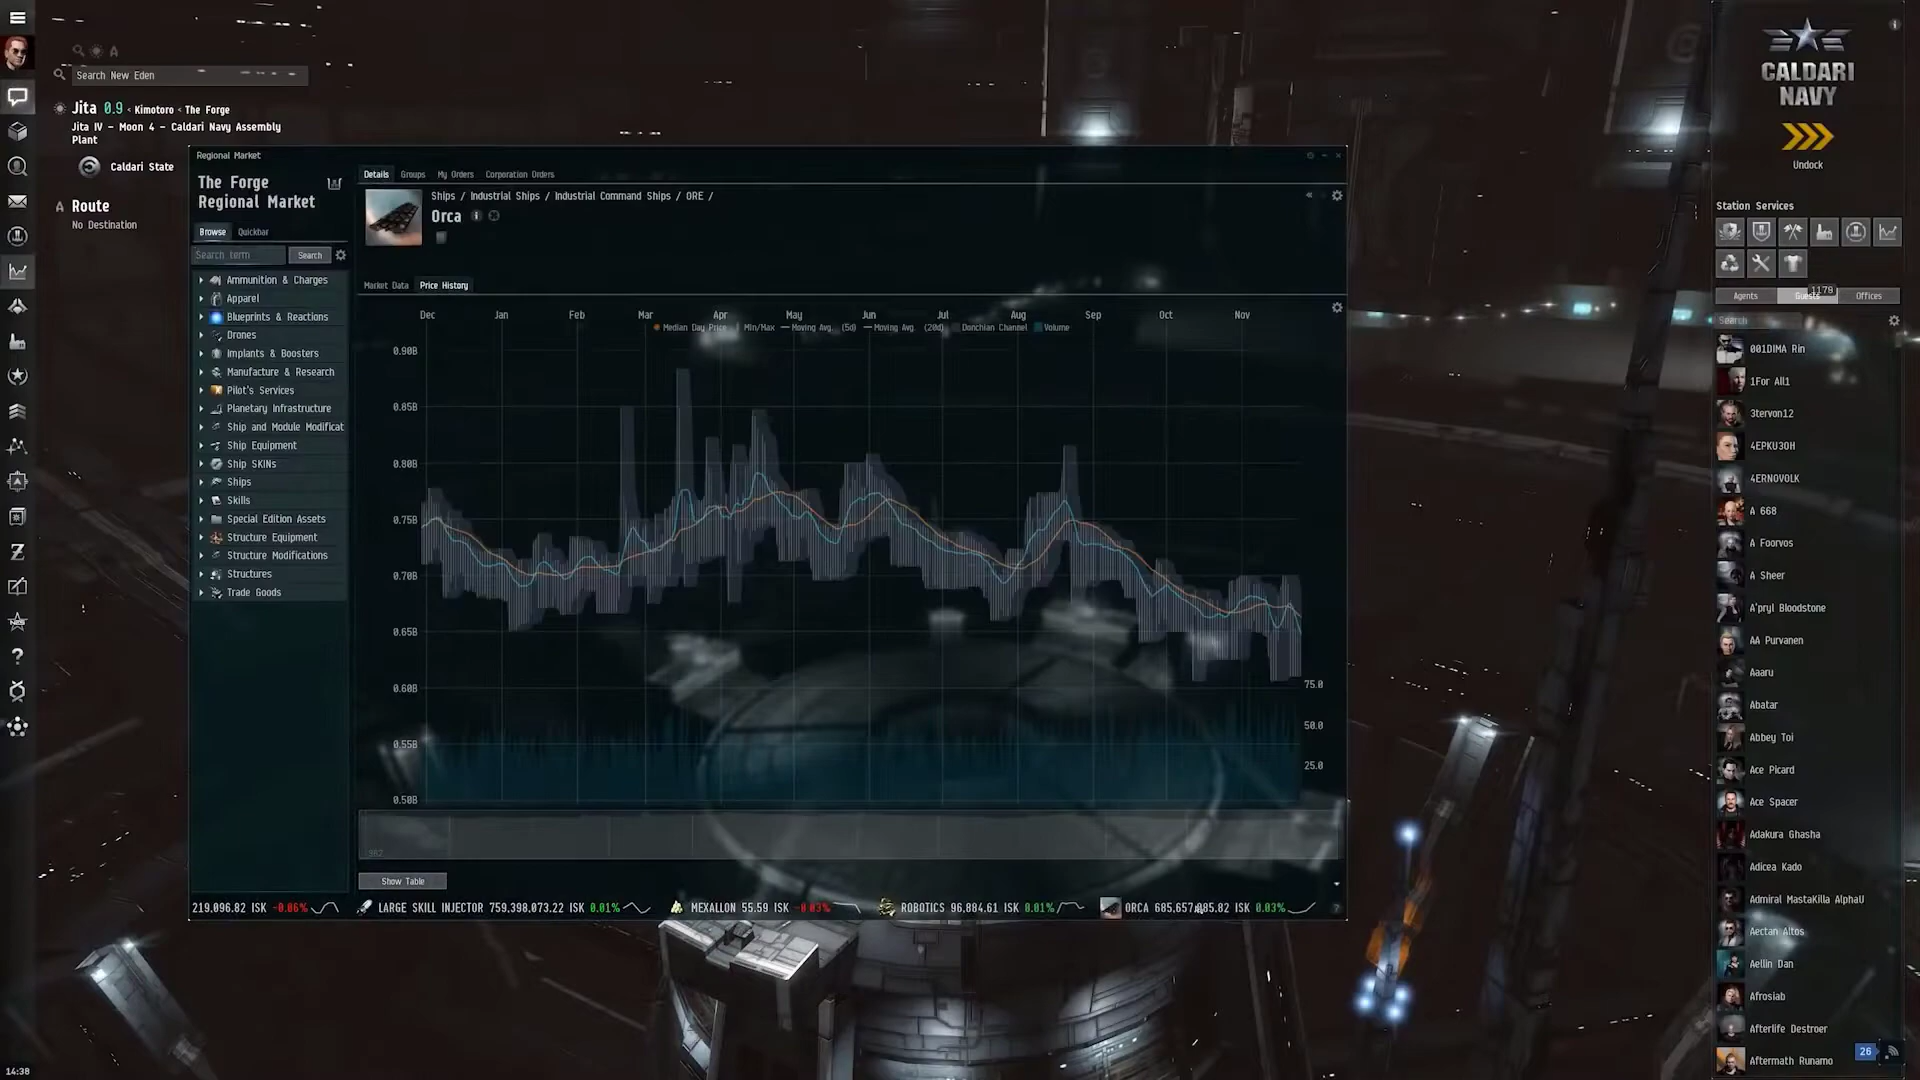 Search New Eden
Jita 0.9 < Kimotoro < The Forge
Jita IV - Moon 4 - Caldari Navy Assembly
Plant
Caldari State
Route
No Destination
Regional Market
The Forge
Regional Market
Browse Quickbar
Search term Search
Ammunition & Charges
Apparel
Blueprints & Reactions
Drones
Implants & Boosters
Manufacture & Research
Pilot's Services
Planetary Infrastructure
Ship and Module Modificat
Ship Equipment
Ship SKINs
Ships
Skills
Special Edition Assets
Structure Equipment
Structure Modifications
Structures
Trade Goods
Details Groups My Orders Corporation Orders
Ships / Industrial Ships / Industrial Command Ships / ORE /
Orca
Market Data Price History
Dec Jan Feb Mar Apr May Jun Jul Aug Sep Oct Nov
Median Day Price Min/Max Moving Avg. (5d) Moving Avg. (20d) Donchian Channel Volume
0.90B
0.85B
0.80B
0.75B
0.70B
0.65B
0.60B
0.55B
0.50B
75.0
50.0
25.0
Show Table
219,096.82 ISK -0.06% LARGE SKILL INJECTOR 759,398,073.22 ISK 0.01% MEXALLON 55.59 ISK -0.03% ROBOTICS 96,884.61 ISK 0.01% ORCA ISK 0.03%
CALDARI
NAVY
Undock
Station Services
Agents Guests Offices
1178
Search
001DIMA Rin
1For All1
3tervon12
4EPKU3OH
4ERNOVOLK
A 668
A Foorvos
A Sheer
A'pryl Bloodstone
AA Purvanen
Aaaru
Abatar
Abbey Toi
Ace Picard
Ace Spacer
Adakura Ghasha
Adicea Kado
Admiral MastaKilla AlphaU
Aectan Altos
Aellin Dan
Afrosiab
Afterlife Destroer
Aftermath Runamo
26
14:38